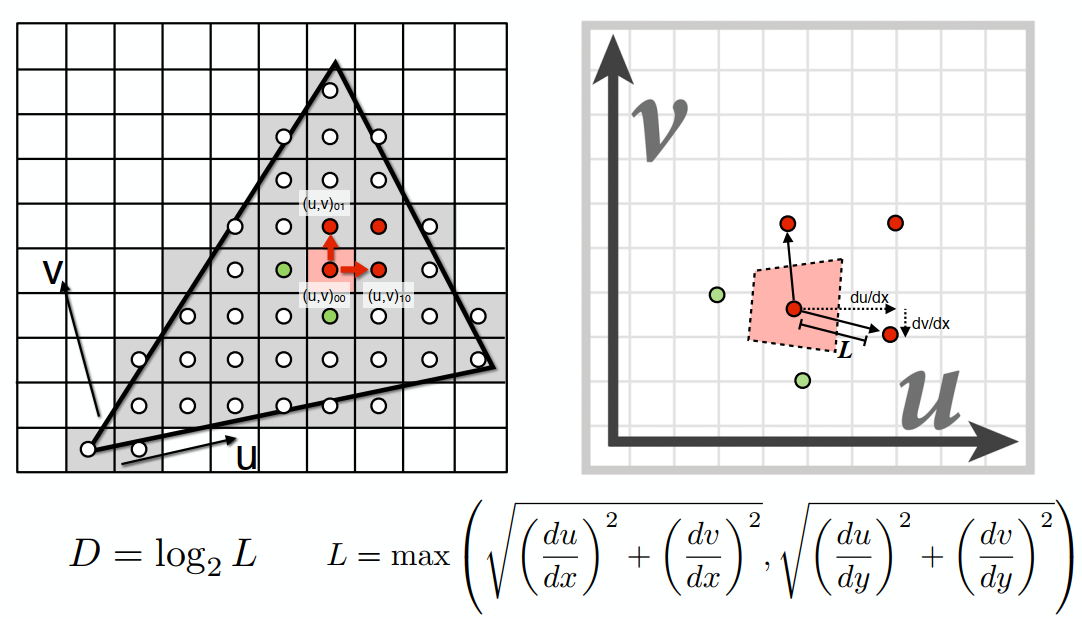 (u,v)₀₁
(u,v)₀₀
(u,v)₁₀
v
u
v
du/dx
dv/dx
L
u
D = log₂ L
L = max ( √( (du/dx)² + (dv/dx)² ), √( (du/dy)² + (dv/dy)² ) )